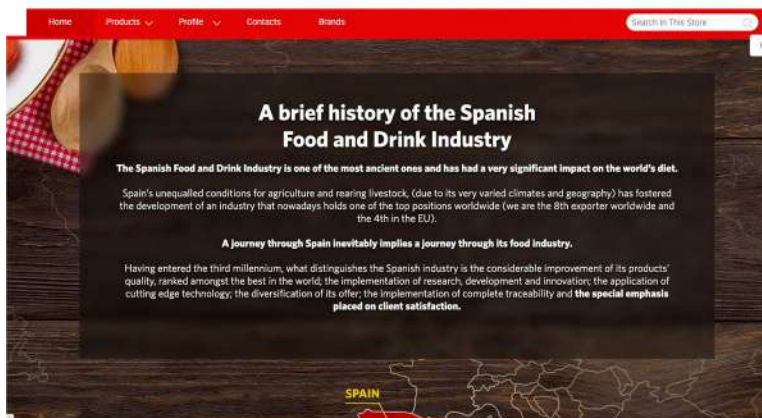 Home Products Profile Contacts Brands Search In This Store
A brief history of the Spanish
Food and Drink Industry
The Spanish Food and Drink Industry is one of the most ancient ones and has had a very significant impact on the world's diet.
Spain's unequalled conditions for agriculture and rearing livestock, (due to its very varied climates and geography) has fostered
the development of an industry that nowadays holds one of the top positions worldwide (we are the 8th exporter worldwide and
the 4th in the EU).
A journey through Spain inevitably implies a journey through its food industry.
Having entered the third millennium, what distinguishes the Spanish industry is the considerable improvement of its products'
quality, ranked amongst the best in the world; the implementation of research, development and innovation; the application of
cutting edge technology; the diversification of its offer; the implementation of complete traceability and the special emphasis
placed on client satisfaction.
SPAIN